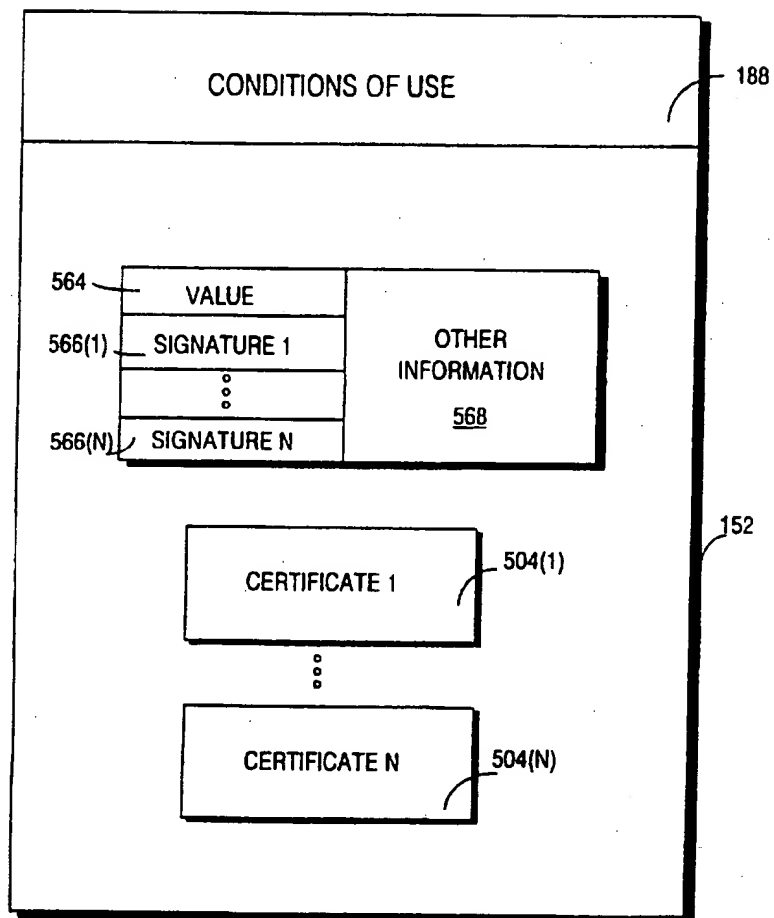 CONDITIONS OF USE
188
564
VALUE
566(1)
SIGNATURE 1
566(N)
SIGNATURE N
OTHER
INFORMATION
568
152
CERTIFICATE 1
504(1)
CERTIFICATE N
504(N)